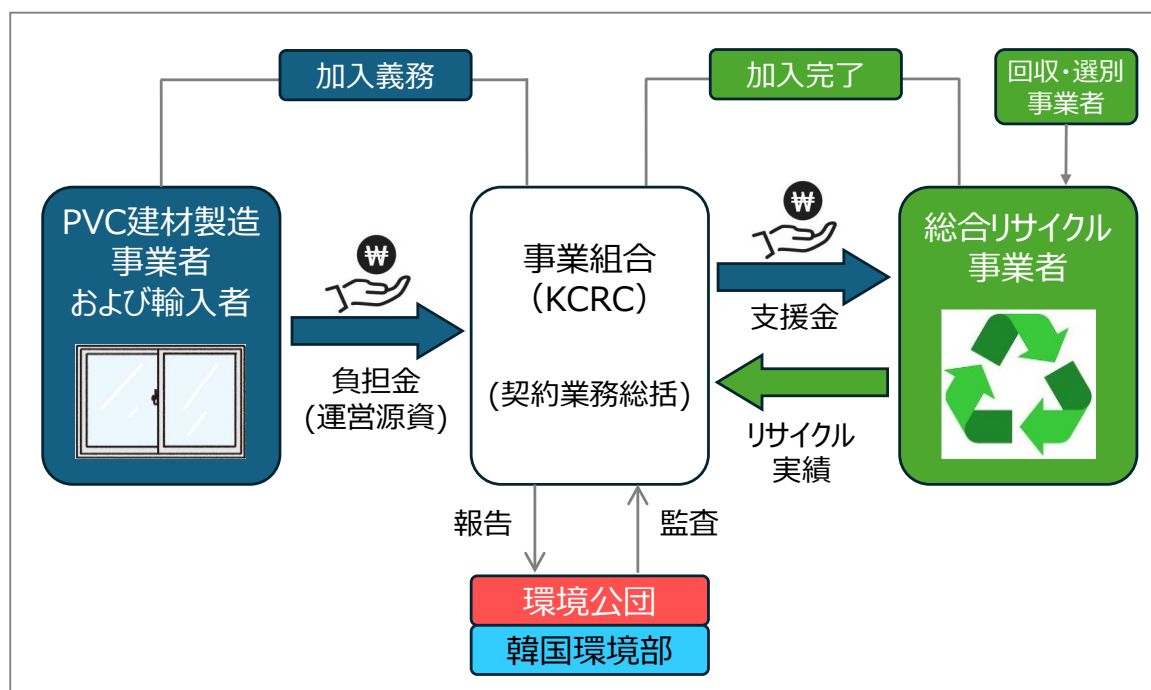 加入義務
加入完了
回収・選別
事業者
PVC建材製造
事業者
および輸入者
₩
負担金
(運営源資)
事業組合
（KCRC）
(契約業務総括)
₩
支援金
リサイクル
実績
総合リサイクル
事業者
報告
監査
環境公団
韓国環境部